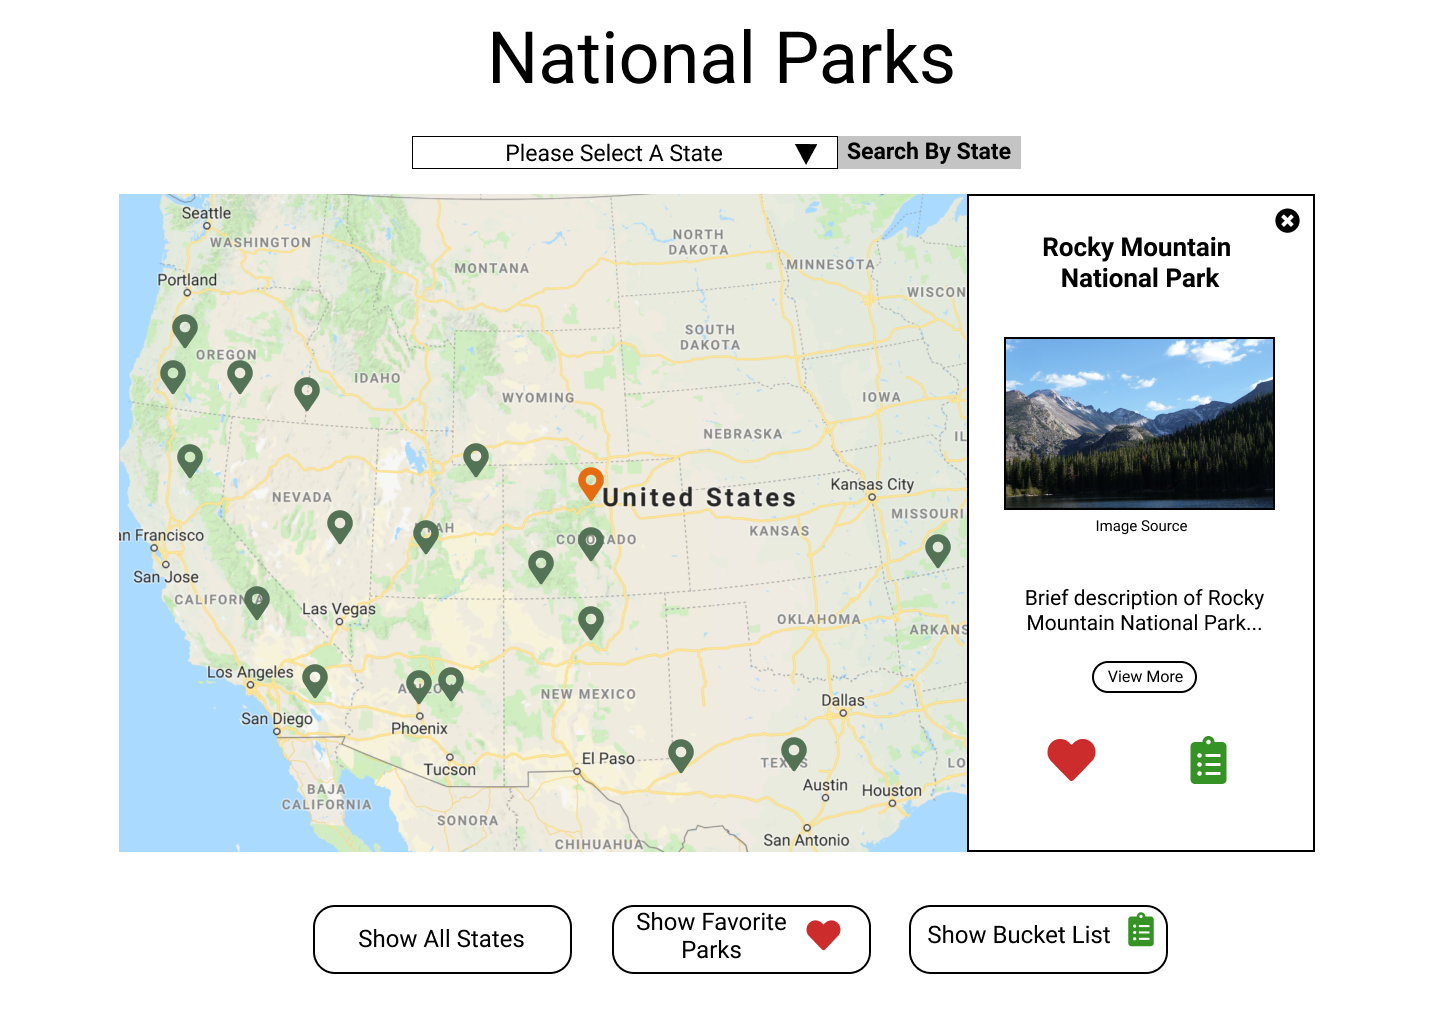 National Parks
Please Select A State
Search By State
Seattle
WASHINGTON
NORTH
DAKOTA
MONTANA
MINNESOTA
Portland
WISCON
SOUTH
DAKOTA
OREGON
IDAHO
WYOMING
IOWA
NEBRASKA
IL
Kansas City
NEVADA
United States
MISSOURI
AH
COLORADO
KANSAS
an Francisco
San Jose
CALIFORNIA
Las Vegas
OKLAHOMA
ARKANS
Los Angeles
ARIZONA
NEW MEXICO
Dallas
San Diego
Phoenix
El Paso
TEXAS
LO
Tucson
Austin
Houston
BAJA
CALIFORNIA
SONORA
San Antonio
CHIHUAHUA
Rocky Mountain
National Park
Image Source
Brief description of Rocky
Mountain National Park...
View More
Show All States
Show Favorite
Parks
Show Bucket List